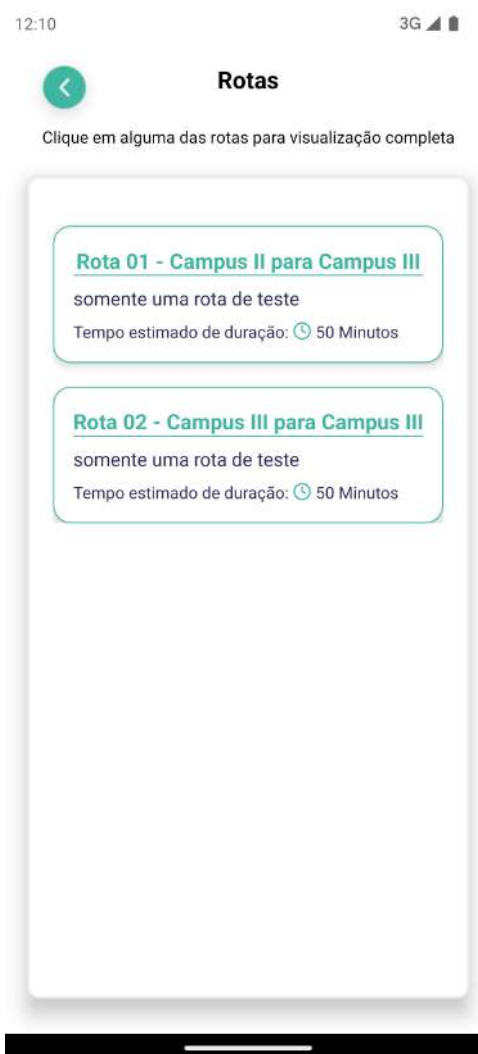 12:10
3G
Rotas
Clique em alguma das rotas para visualização completa
Rota 01 - Campus II para Campus III
somente uma rota de teste
Tempo estimado de duração: 50 Minutos
Rota 02 - Campus III para Campus III
somente uma rota de teste
Tempo estimado de duração: 50 Minutos